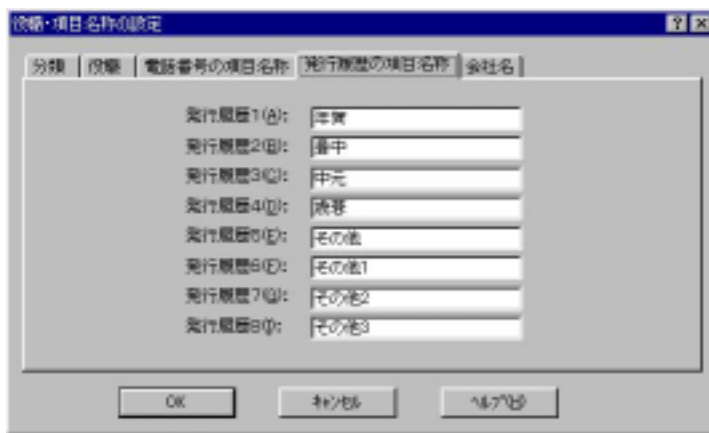 役職・項目名称の設定
分類 役職 電話番号の項目名称 発行履歴の項目名称 会社名
発行履歴1(A): 年賀
発行履歴2(B): 暑中
発行履歴3(C): 中元
発行履歴4(D): 歳暮
発行履歴5(E): その他
発行履歴6(F): その他1
発行履歴7(G): その他2
発行履歴8(I): その他3
OK キャンセル ヘルプ(H)